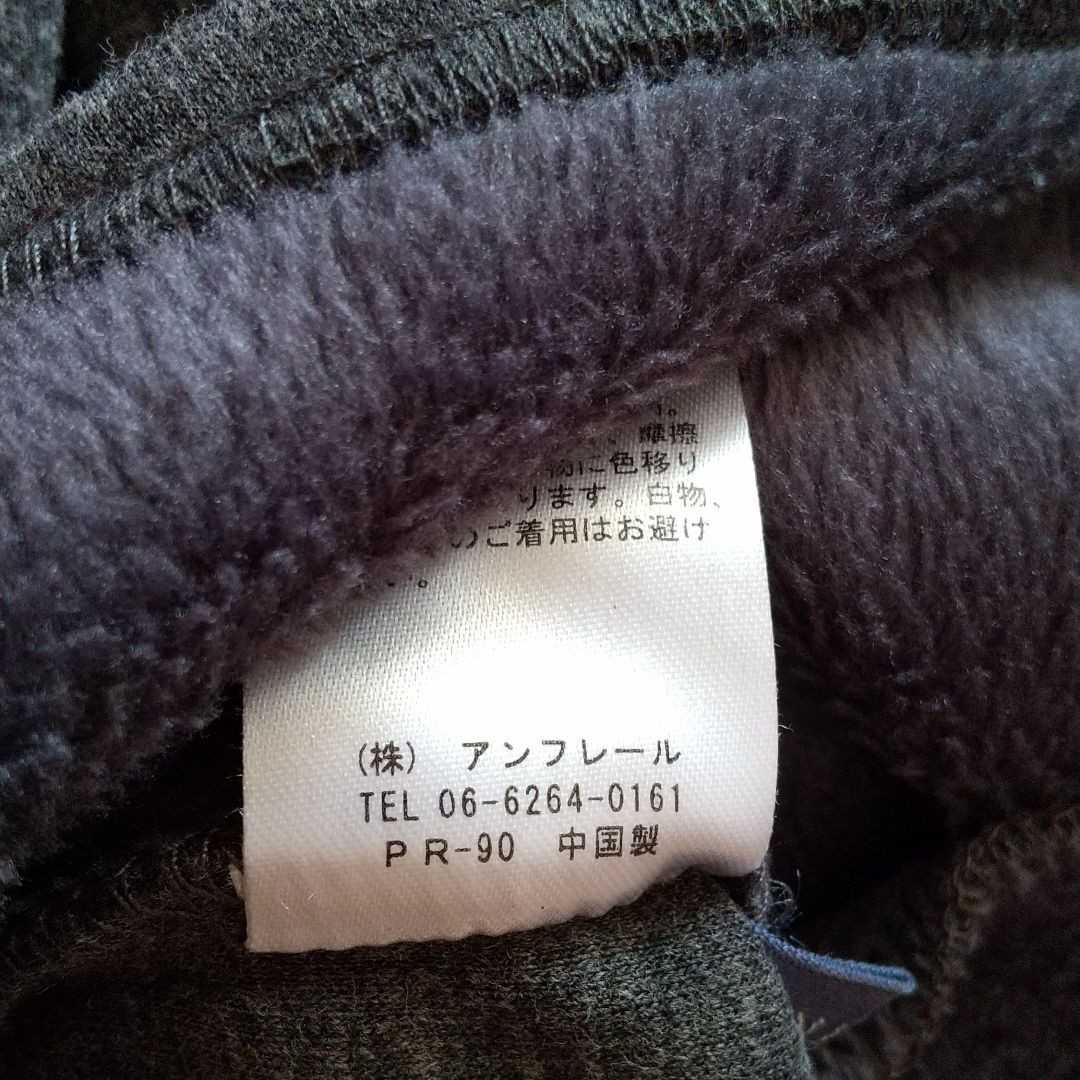 。
摩擦
物に色移り
ります。白物、
のご着用はお避け
い。
(株) アンフレール
TEL 06-6264-0161
PR-90 中国製